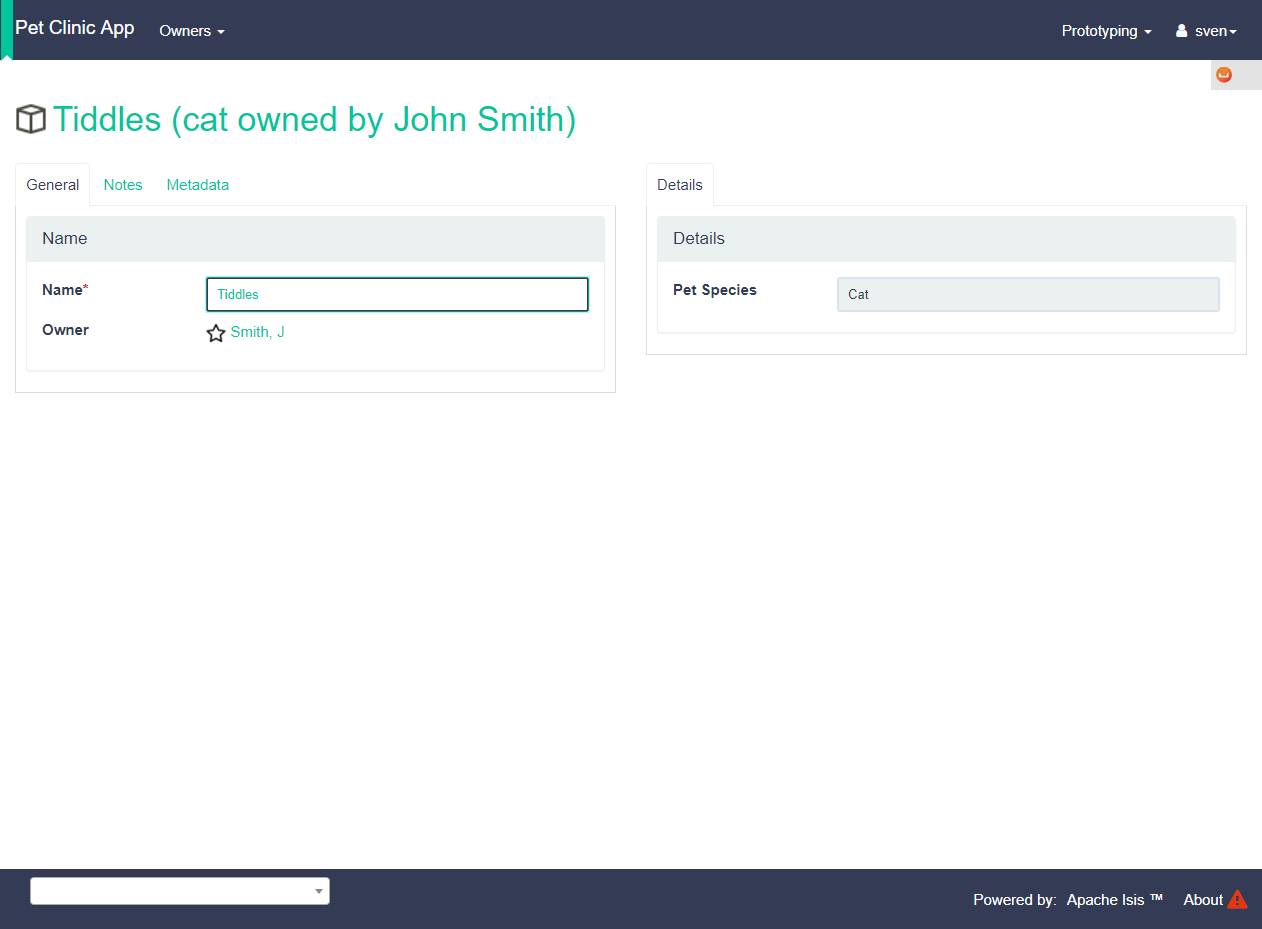 Pet Clinic App Owners Prototyping sven
Tiddles (cat owned by John Smith)
General Notes Metadata
Name
Name*
Tiddles
Owner
Smith, J
Details
Details
Pet Species
Cat
Powered by: Apache Isis ™ About